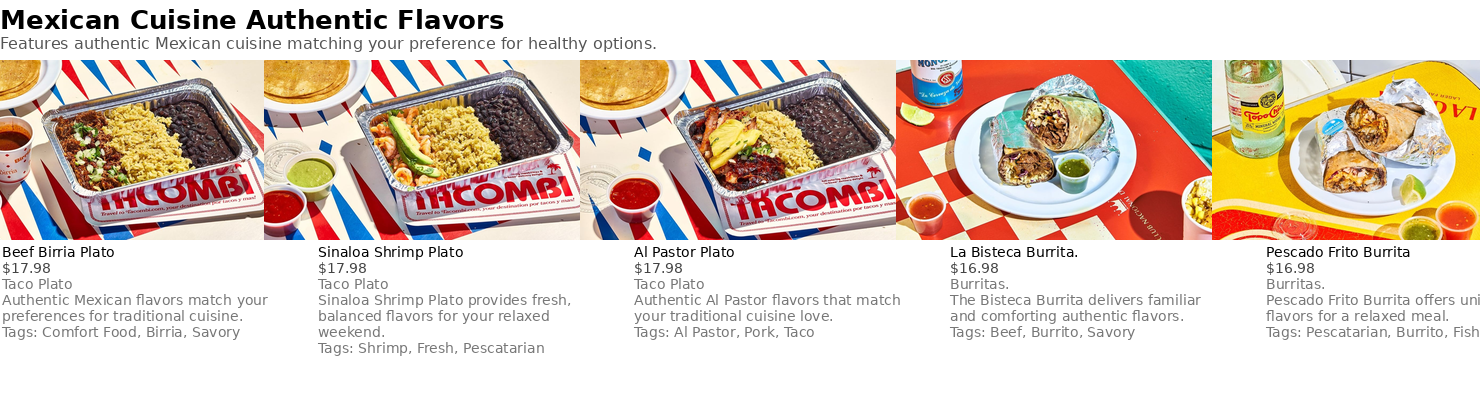 Mexican Cuisine Authentic Flavors
Features authentic Mexican cuisine matching your preference for healthy options.
TACOMBI
Travel to Tacombi.com, your destination por tacos y mas!
TACOMBI
Travel to Tacombi.com, your destination por tacos y mas!
TACOMBI
Travel to Tacombi.com, your destination por tacos y mas!
Topo Chico
Beef Birria Plato
$17.98
Taco Plato
Authentic Mexican flavors match your
preferences for traditional cuisine.
Tags: Comfort Food, Birria, Savory
Sinaloa Shrimp Plato
$17.98
Taco Plato
Sinaloa Shrimp Plato provides fresh,
balanced flavors for your relaxed
weekend.
Tags: Shrimp, Fresh, Pescatarian
Al Pastor Plato
$17.98
Taco Plato
Authentic Al Pastor flavors that match
your traditional cuisine love.
Tags: Al Pastor, Pork, Taco
La Bisteca Burrita.
$16.98
Burritas.
The Bisteca Burrita delivers familiar
and comforting authentic flavors.
Tags: Beef, Burrito, Savory
Pescado Frito Burrita
$16.98
Burritas.
Pescado Frito Burrita offers uni
flavors for a relaxed meal.
Tags: Pescatarian, Burrito, Fish